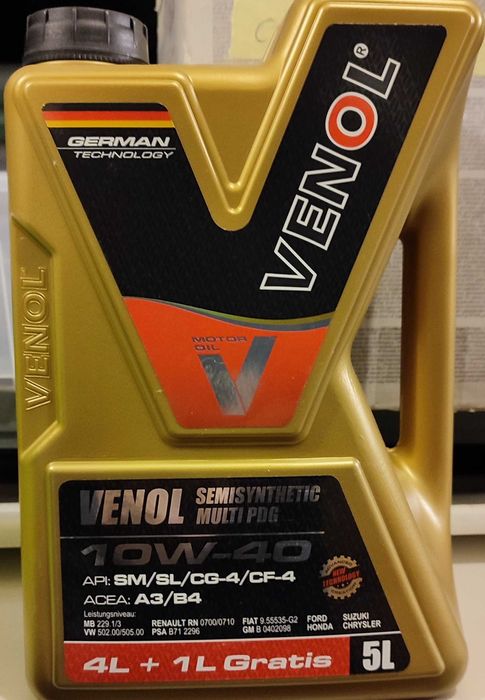 GERMAN
TECHNOLOGY
VENOL®
VENOL
MOTOR
OIL
V
VENOL SEMISYNTHETIC
MULTI PDG
10W-40
API: SM/SL/CG-4/CF-4
ACEA: A3/B4
NEW
TECHNOLOGY
Leistungsniveau:
MB 229.1/3 RENAULT RN 0700/0710 FIAT 9.55535-G2 FORD SUZUKI
VW 502.00/505.00 PSA B71 2296 GM B 0402098 HONDA CHRYSLER
4L + 1L Gratis 5L